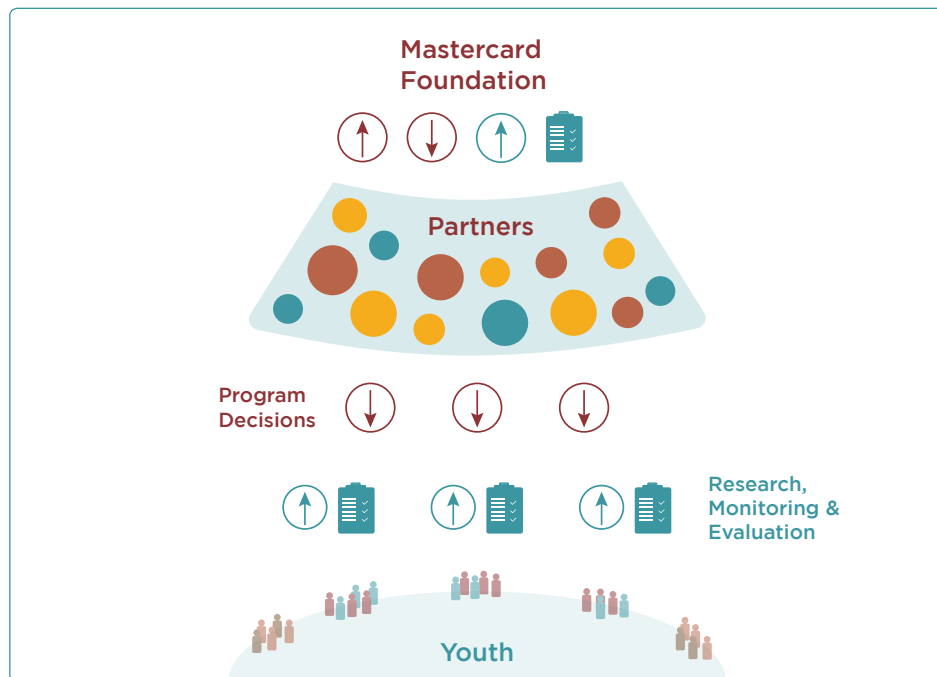 Mastercard
Foundation
Partners
Program
Decisions
Research,
Monitoring &
Evaluation
Youth